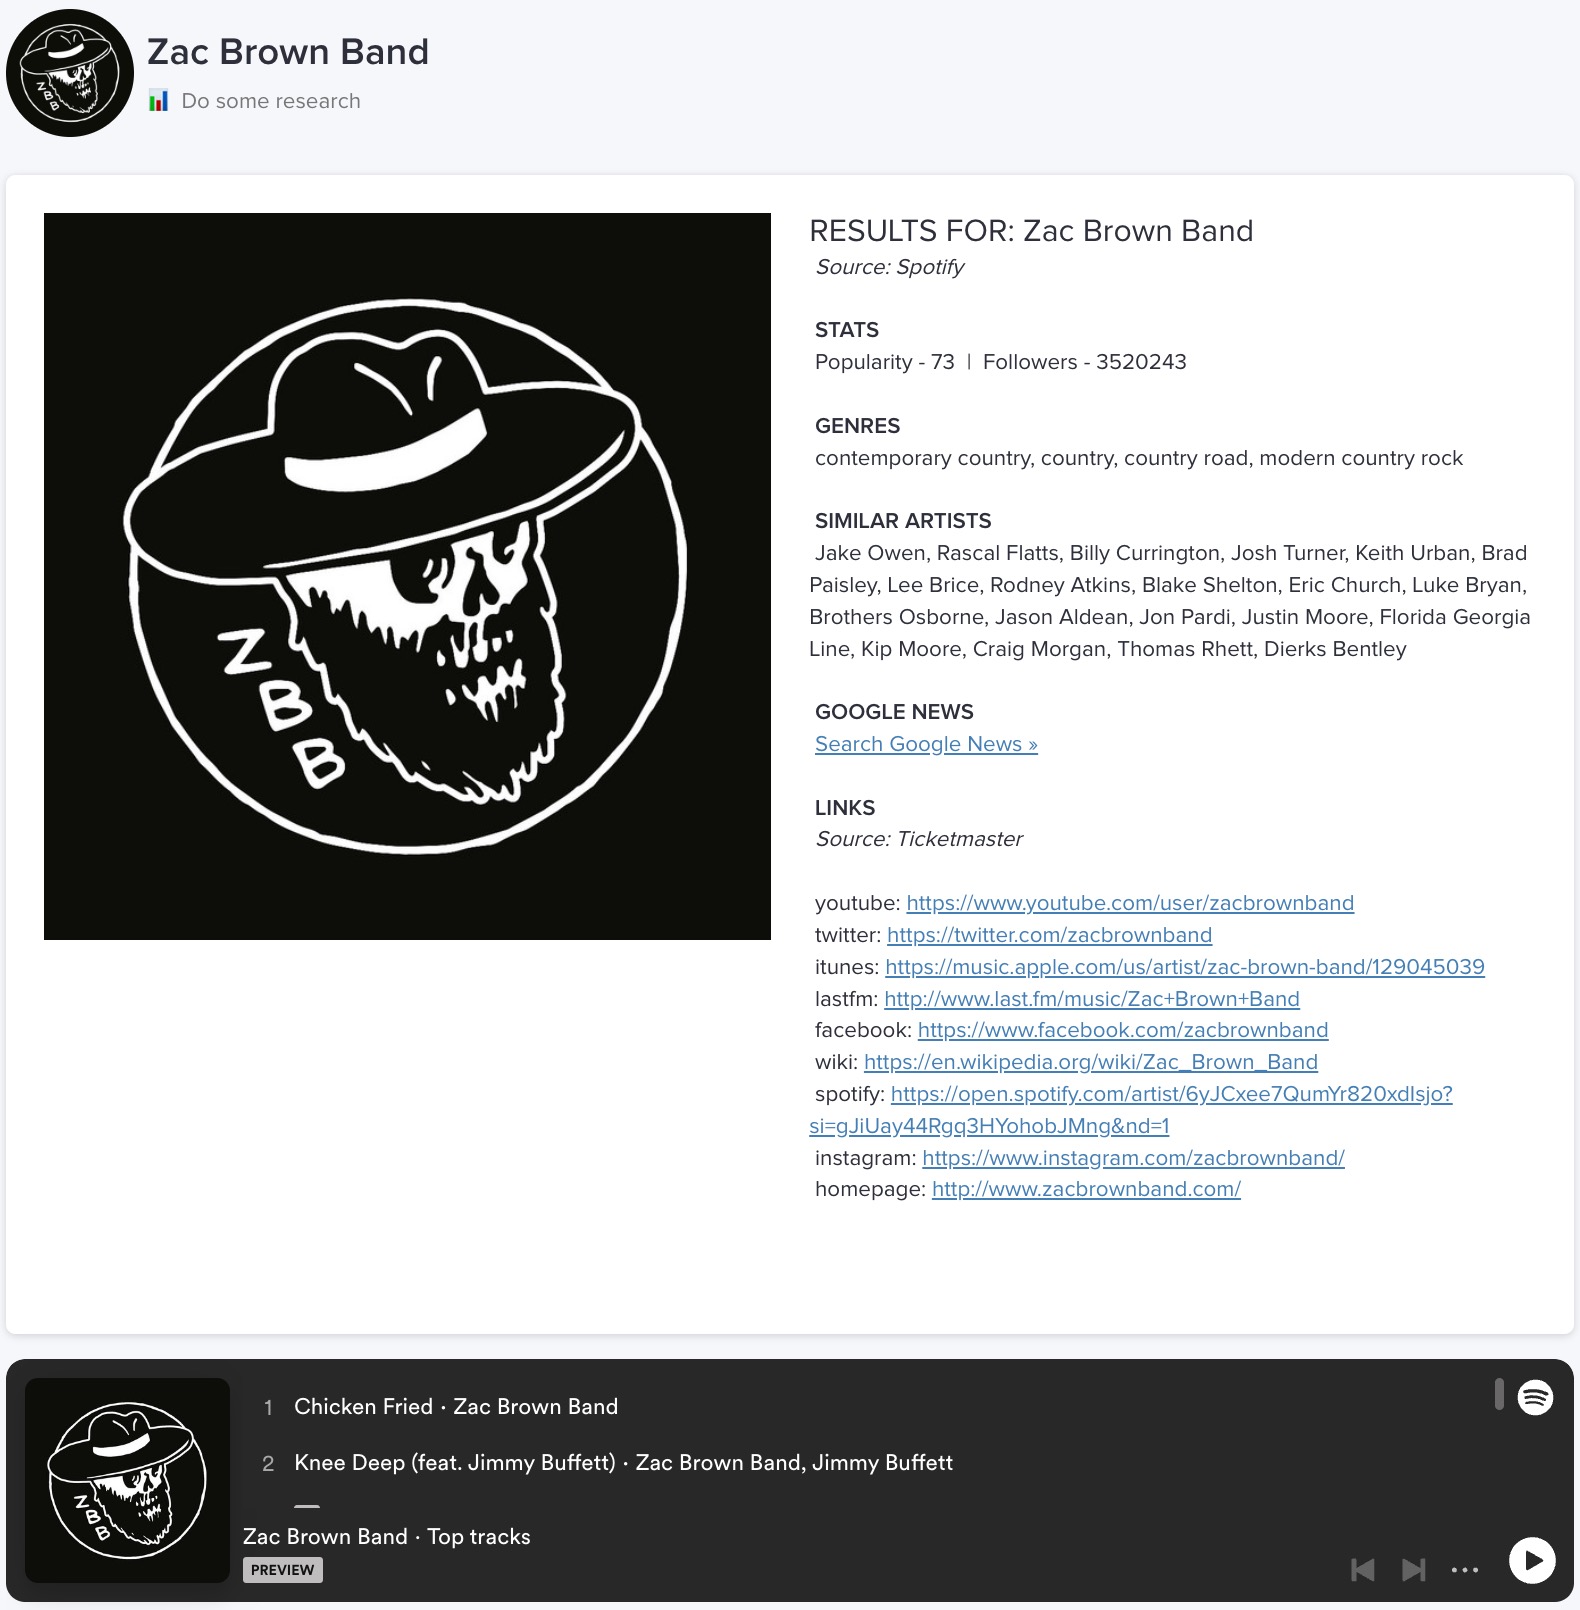 Zac Brown Band
Do some research
Z
B
B
RESULTS FOR: Zac Brown Band
Source: Spotify
STATS
Popularity - 73 | Followers - 3520243
GENRES
contemporary country, country, country road, modern country rock
SIMILAR ARTISTS
Jake Owen, Rascal Flatts, Billy Currington, Josh Turner, Keith Urban, Brad
Paisley, Lee Brice, Rodney Atkins, Blake Shelton, Eric Church, Luke Bryan,
Brothers Osborne, Jason Aldean, Jon Pardi, Justin Moore, Florida Georgia
Line, Kip Moore, Craig Morgan, Thomas Rhett, Dierks Bentley
GOOGLE NEWS
Search Google News »
LINKS
Source: Ticketmaster
youtube: https://www.youtube.com/user/zacbrownband
twitter: https://twitter.com/zacbrownband
itunes: https://music.apple.com/us/artist/zac-brown-band/129045039
lastfm: http://www.last.fm/music/Zac+Brown+Band
facebook: https://www.facebook.com/zacbrownband
wiki: https://en.wikipedia.org/wiki/Zac_Brown_Band
spotify: https://open.spotify.com/artist/6yJCxee7QumYr820xdIsjo?
si=gJiUay44Rgq3HYohobJMng&nd=1
instagram: https://www.instagram.com/zacbrownband/
homepage: http://www.zacbrownband.com/
Z
B
B
1 Chicken Fried · Zac Brown Band
2 Knee Deep (feat. Jimmy Buffett) · Zac Brown Band, Jimmy Buffett
Zac Brown Band · Top tracks
PREVIEW